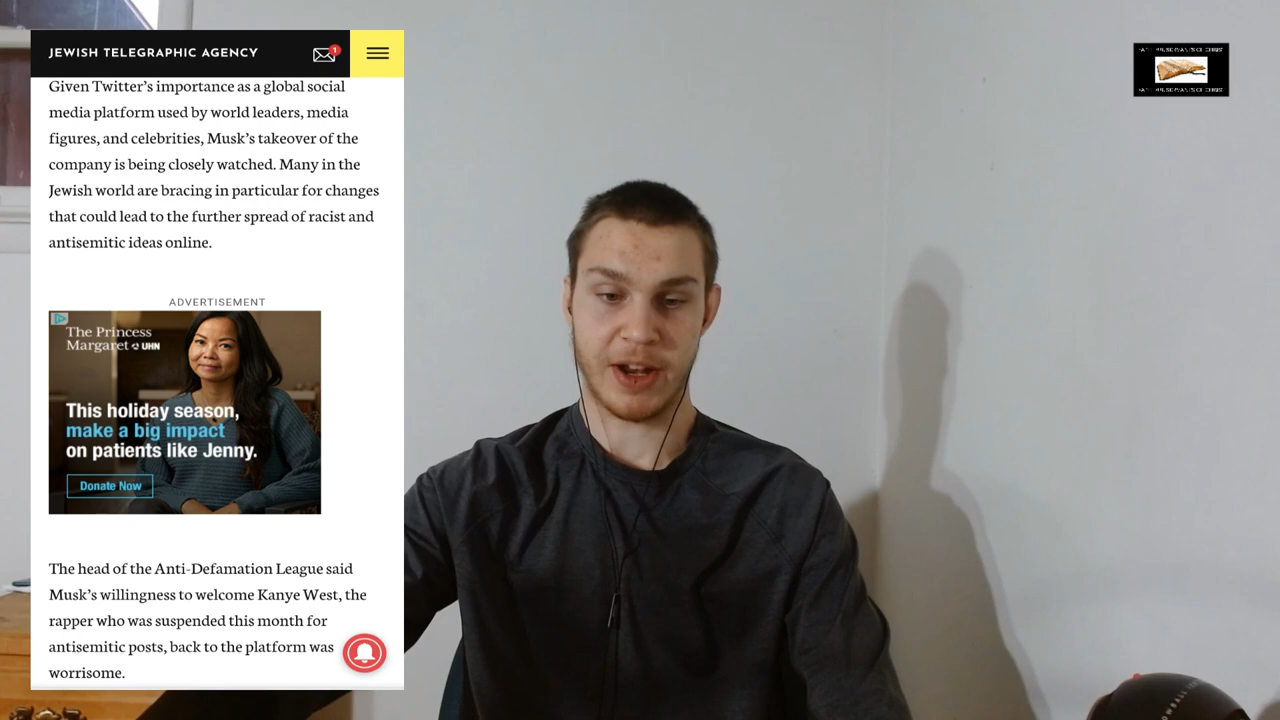 JEWISH TELEGRAPHIC AGENCY
1
Given Twitter’s importance as a global social
media platform used by world leaders, media
figures, and celebrities, Musk’s takeover of the
company is being closely watched. Many in the
Jewish world are bracing in particular for changes
that could lead to the further spread of racist and
antisemitic ideas online.
ADVERTISEMENT
The Princess
Margaret UHN
This holiday season,
make a big impact
on patients like Jenny.
Donate Now
The head of the Anti-Defamation League said
Musk’s willingness to welcome Kanye West, the
rapper who was suspended this month for
antisemitic posts, back to the platform was
worrisome.